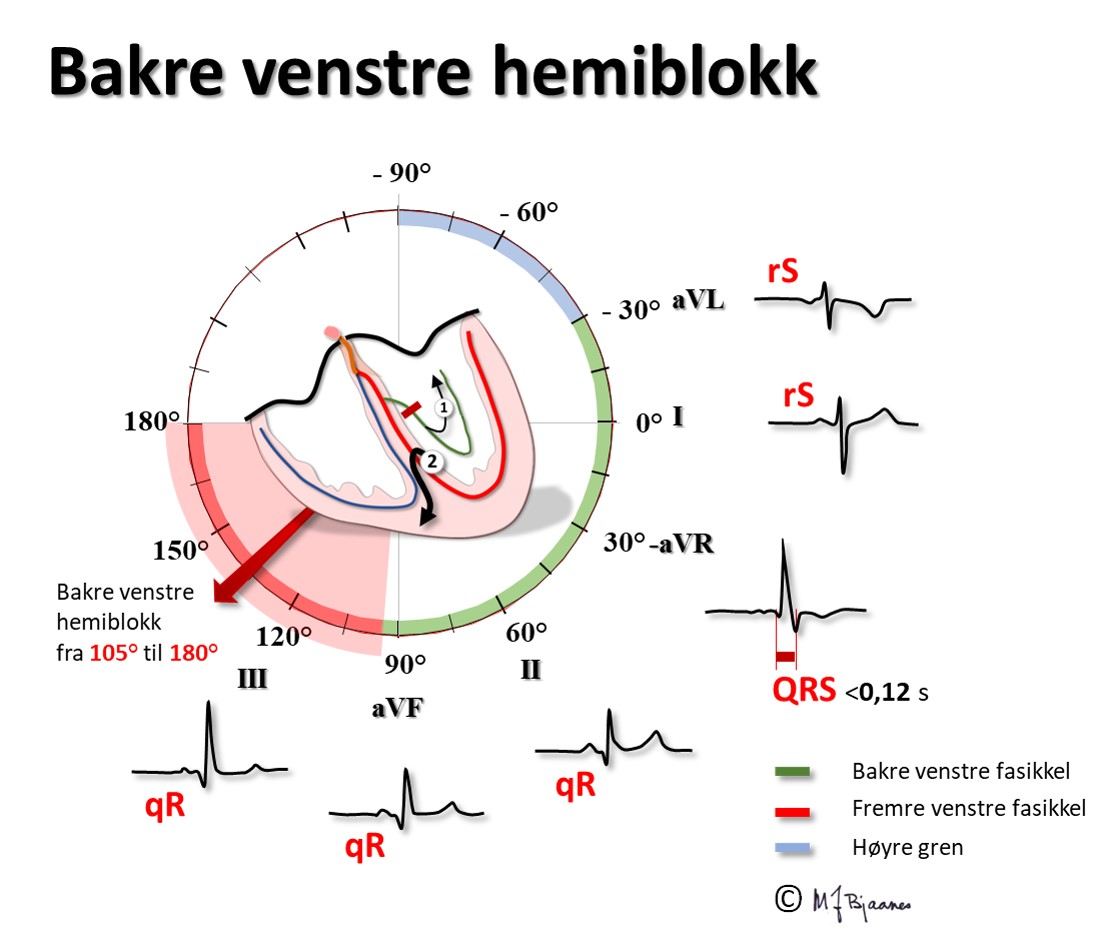 Bakre venstre hemiblokk
- 90°
- 60°
- 30° aVL
rS
180°
0° I
rS
1
2
150°
30° -aVR
Bakre venstre
hemiblokk
fra 105° til 180°
120°
60°
90°
III
II
aVF
QRS <0,12 s
qR
qR
qR
Bakre venstre fasikkel
Fremre venstre fasikkel
Høyre gren
© MJBjaanes